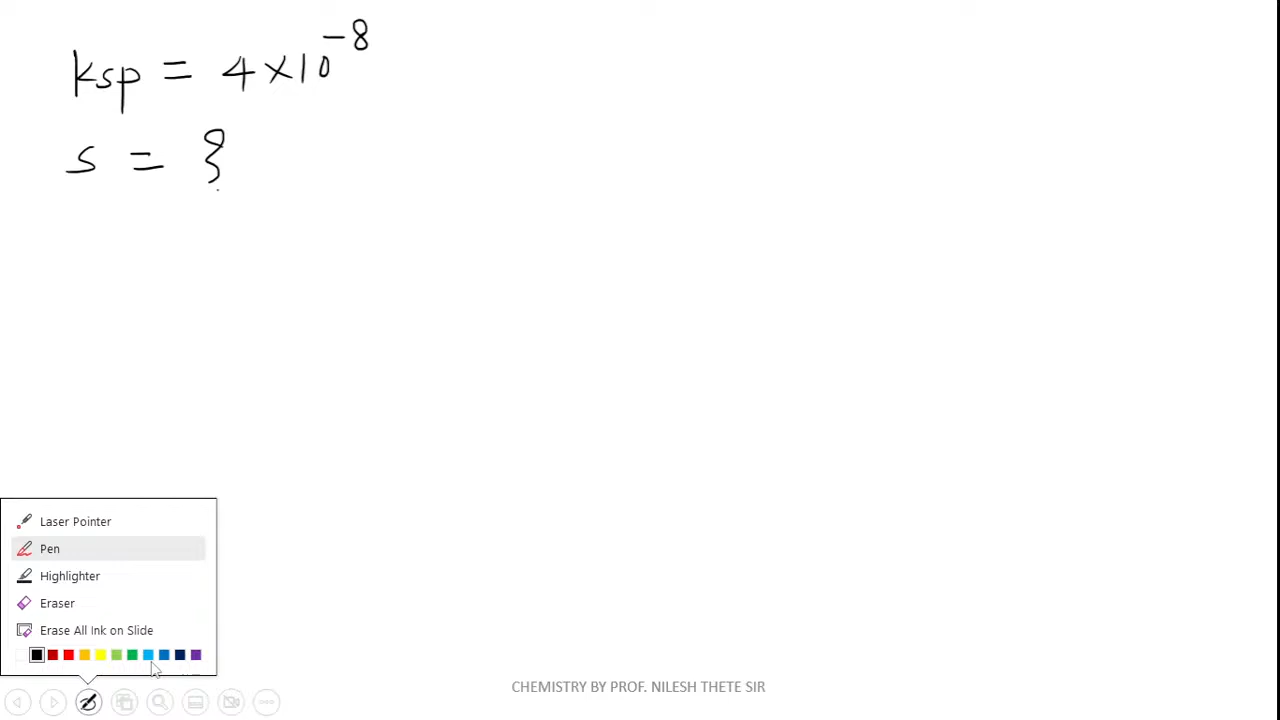 ksp = 4×10⁻⁸
s = ?
Laser Pointer
Pen
Highlighter
Eraser
Erase All Ink on Slide
CHEMISTRY BY PROF. NILESH THETE SIR